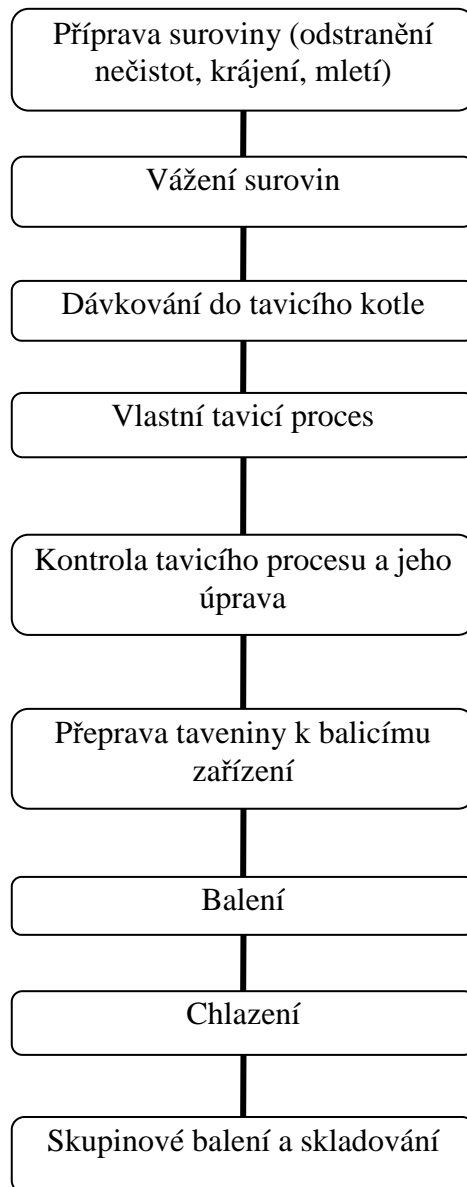 Příprava suroviny (odstranění
nečistot, krájení, mletí)
Vážení surovin
Dávkování do tavicího kotle
Vlastní tavicí proces
Kontrola tavicího procesu a jeho
úprava
Přeprava taveniny k balicímu
zařízení
Balení
Chlazení
Skupinové balení a skladování